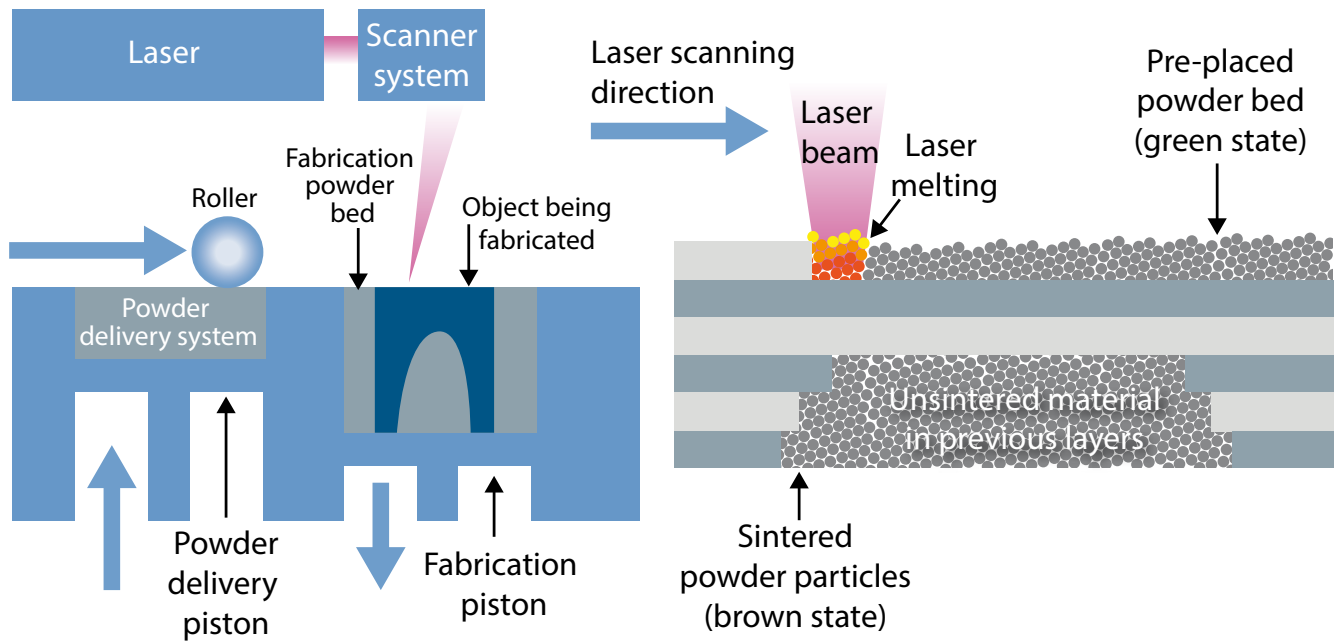 Laser
Scanner
system
Fabrication
powder
bed
Roller
Object being
fabricated
Powder
delivery system
Powder
delivery
piston
Fabrication
piston
Laser scanning
direction
Laser
beam
Laser
melting
Pre-placed
powder bed
(green state)
Unsintered material
in previous layers
Sintered
powder particles
(brown state)